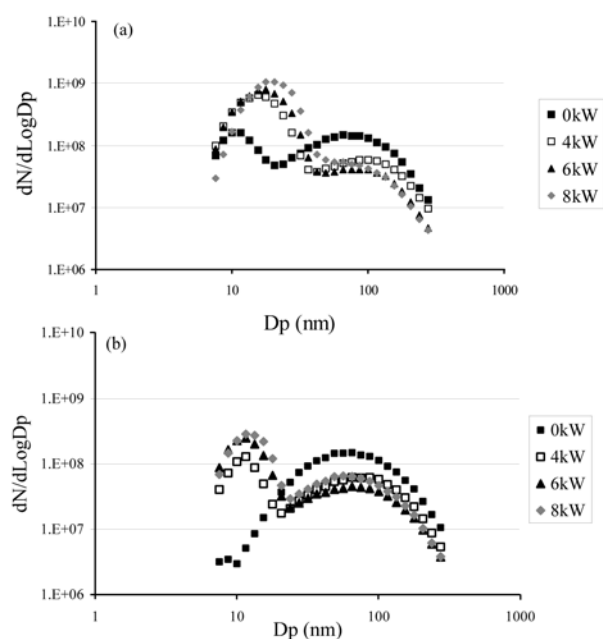 (a)
1.E+10
1.E+09
1.E+08
1.E+07
1.E+06
dN/dLogDp
1 10 100 1000
Dp (nm)
0kW
4kW
6kW
8kW
(b)
1.E+10
1.E+09
1.E+08
1.E+07
1.E+06
dN/dLogDp
1 10 100 1000
Dp (nm)
0kW
4kW
6kW
8kW